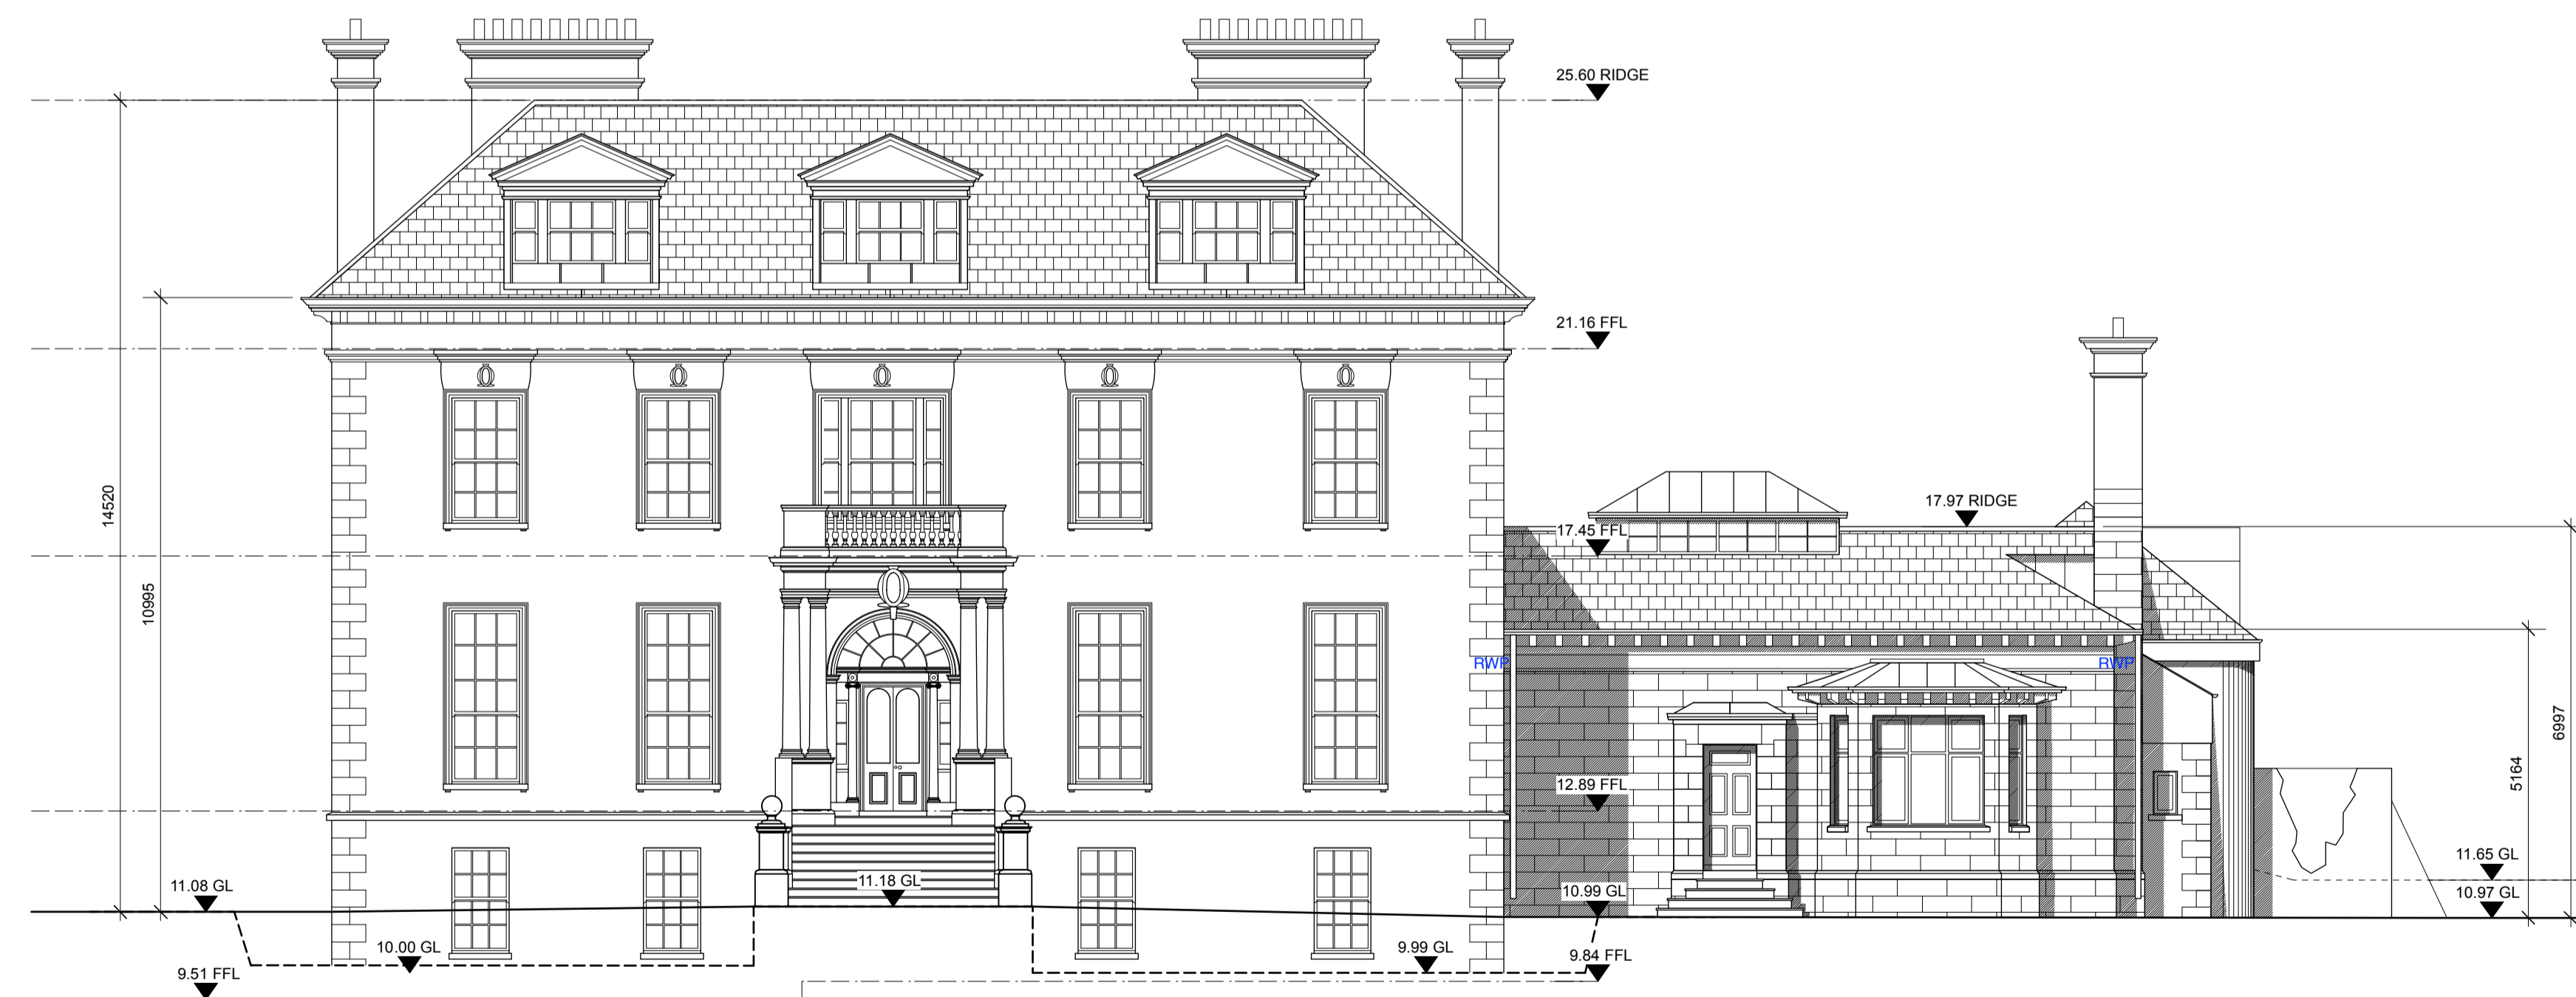 25.60 RIDGE
21.16 FFL
17.97 RIDGE
17.45 FFL
14520
10995
RWP
RWP
6997
5164
12.89 FFL
11.65 GL
11.18 GL
11.08 GL
10.99 GL
10.97 GL
10.00 GL
9.99 GL
9.84 FFL
9.51 FFL